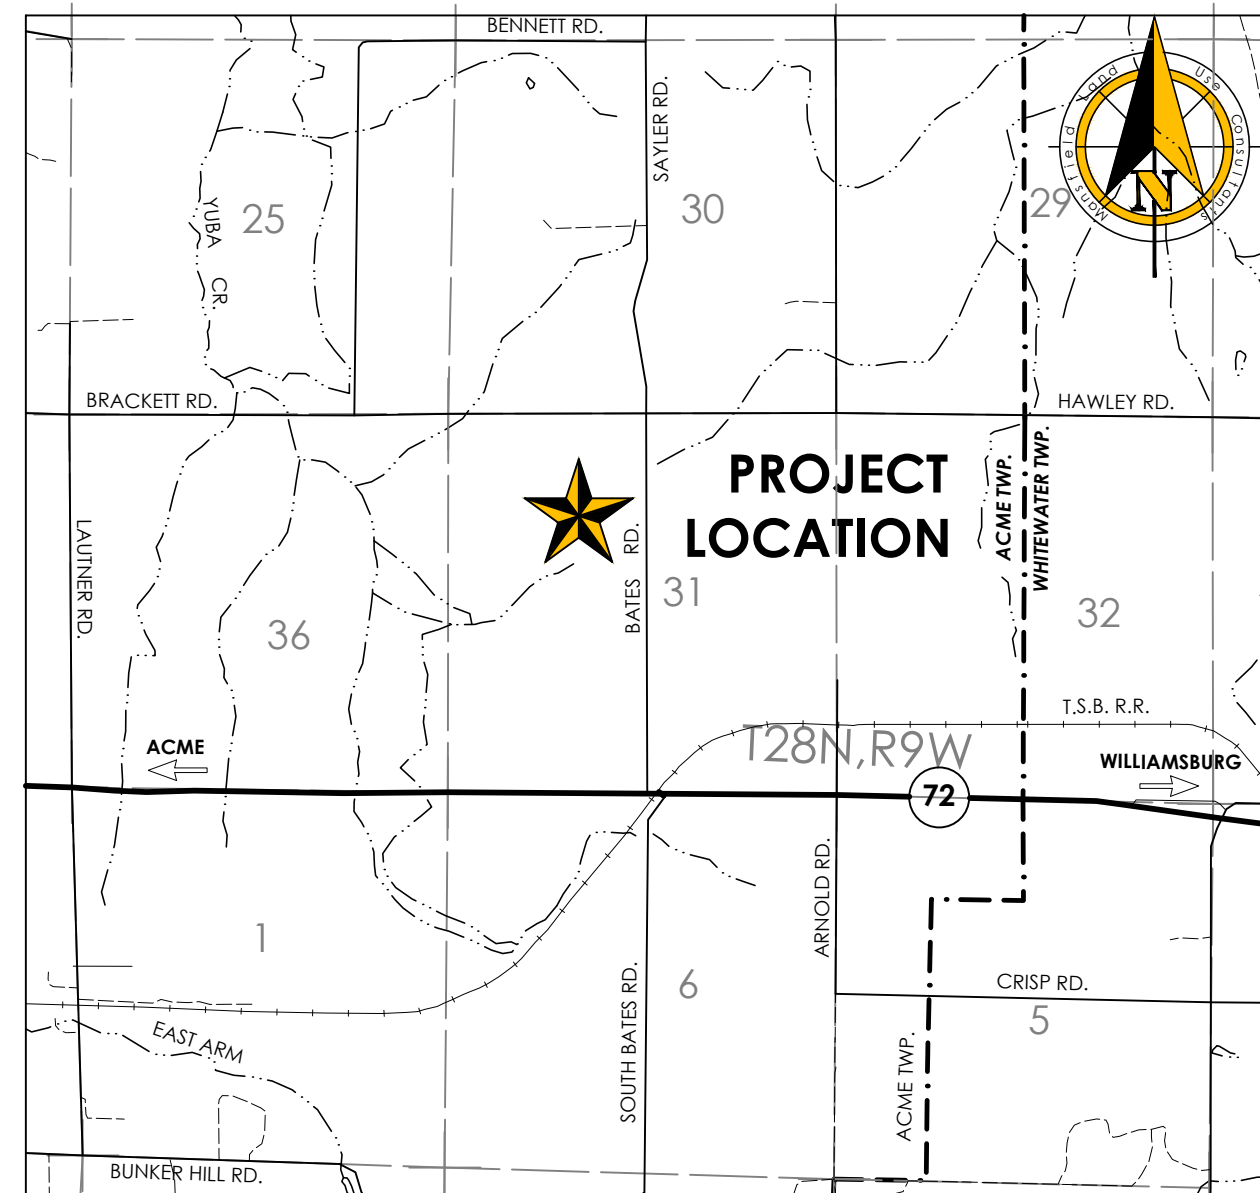 BENNETT RD.
SAYLER RD.
Mansfield Land Use Consultants
N
YUBA CR.
25
30
29
BRACKETT RD.
HAWLEY RD.
PROJECT
LOCATION
ACME TWP.
WHITEWATER TWP.
LAUTNER RD.
BATES RD.
31
32
36
T.S.B. R.R.
T28N,R9W
ACME
WILLIAMSBURG
72
ARNOLD RD.
1
6
CRISP RD.
5
SOUTH BATES RD.
EAST ARM
ACME TWP.
BUNKER HILL RD.